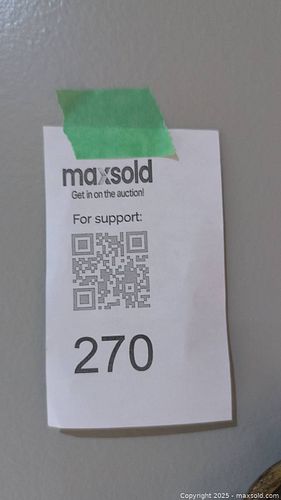 maxsold
Get in on the auction!
For support:
270
Copyright © 2025 - maxsold.com